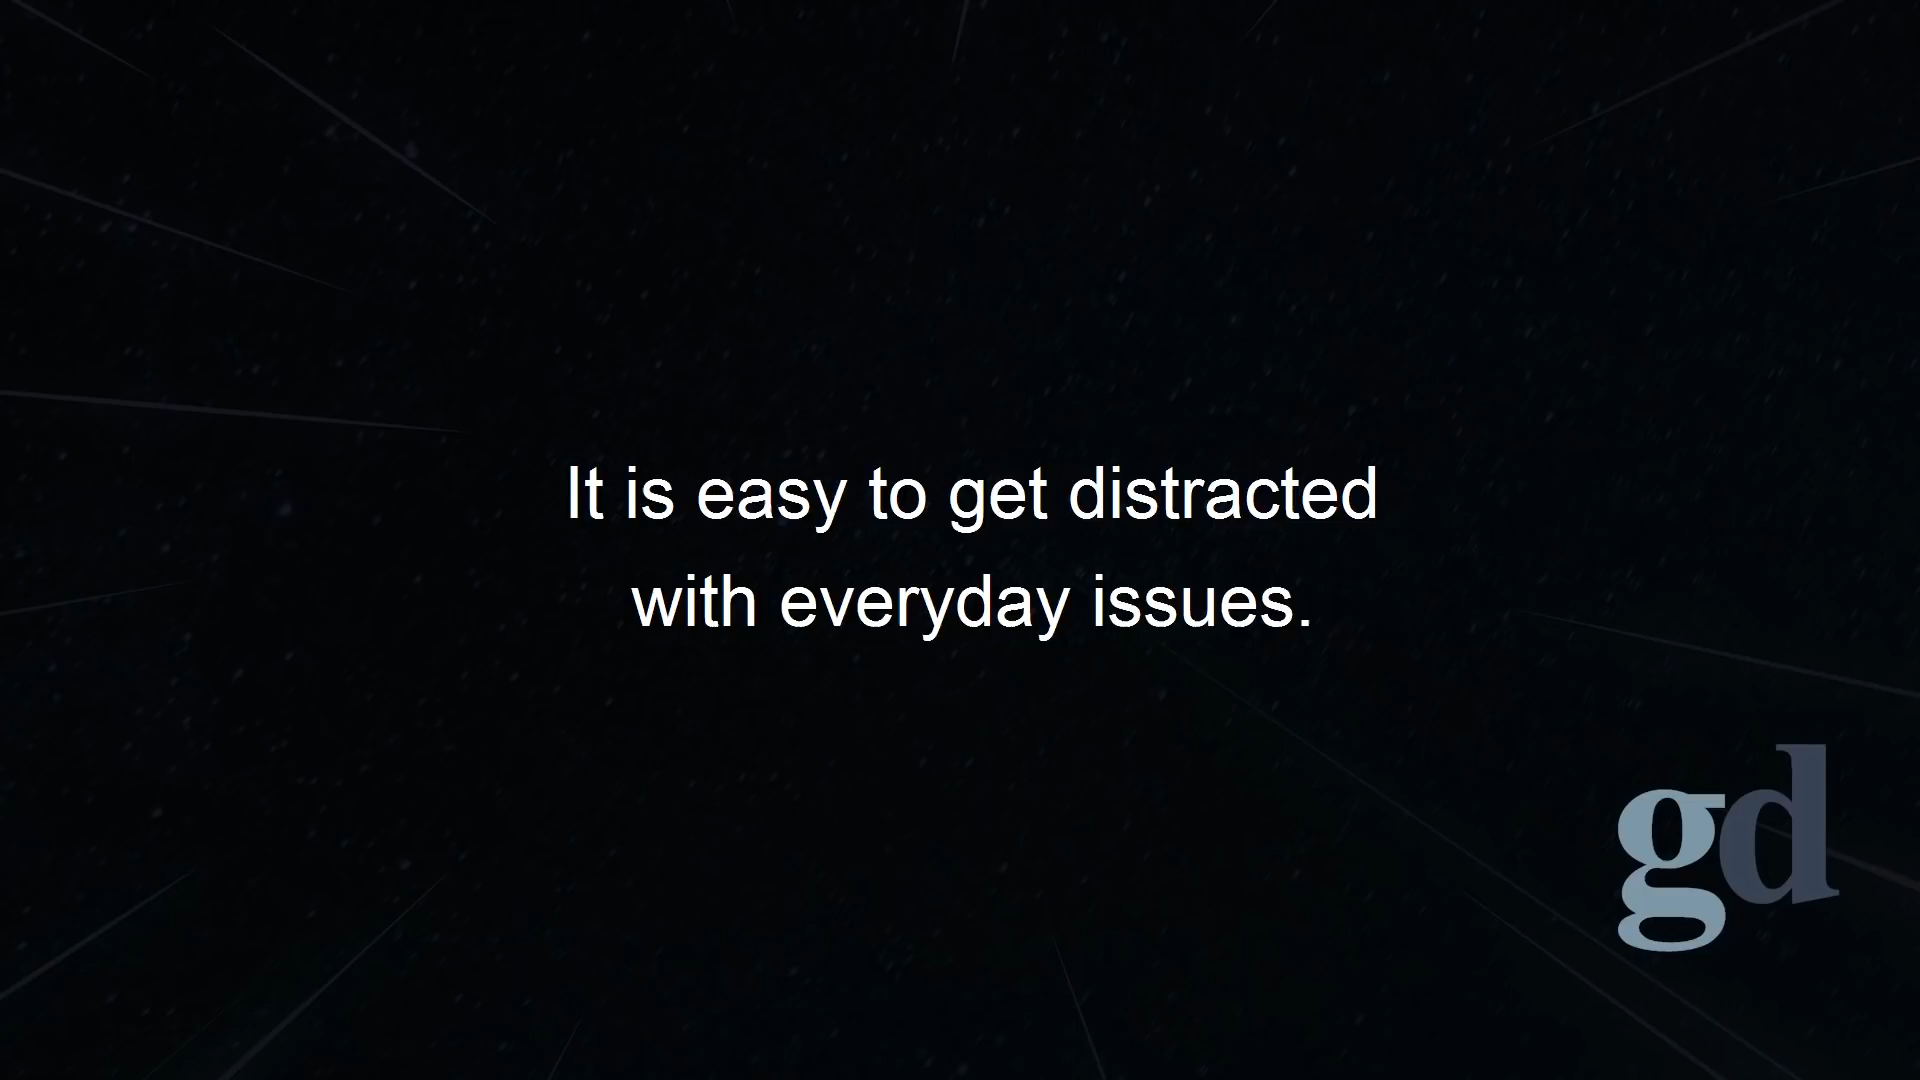 It is easy to get distracted
with everyday issues.
gd